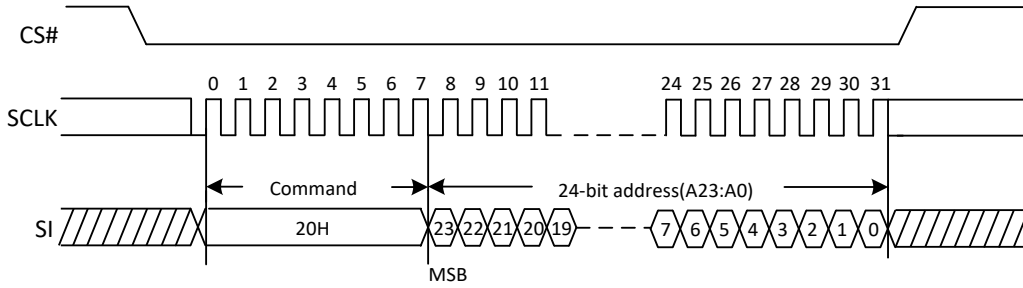 CS#
0 1 2 3 4 5 6 7 8 9 10 11 24 25 26 27 28 29 30 31
SCLK
Command 24-bit address(A23:A0)
SI 20H 23 22 21 20 19 7 6 5 4 3 2 1 0
MSB